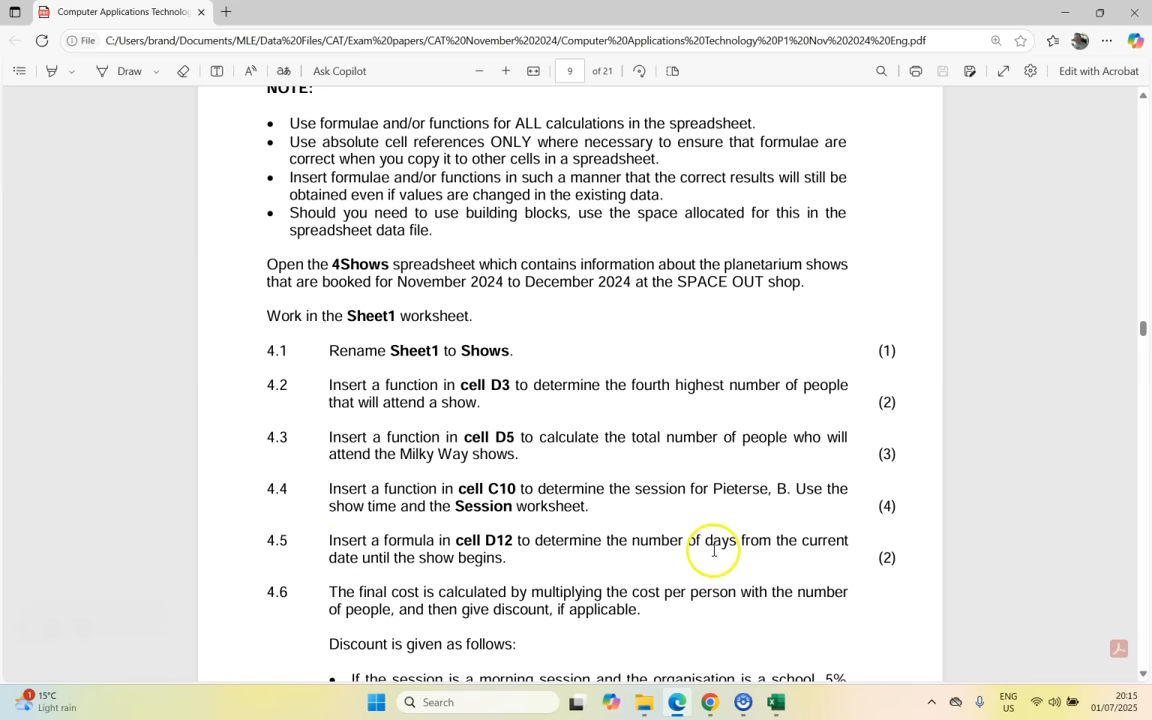 Computer Applications Technolo
File
C:/Users/brand/Documents/MLE/Data%20Files/CAT/Exam%20papers/CAT%20November%202024/Computer%20Applications%20Technology%20P1%20Nov%202024%20Eng.pdf
Draw
Ask Copilot
9 of 21
Edit with Acrobat
NOTE:
• Use formulae and/or functions for ALL calculations in the spreadsheet.
• Use absolute cell references ONLY where necessary to ensure that formulae are
correct when you copy it to other cells in a spreadsheet.
• Insert formulae and/or functions in such a manner that the correct results will still be
obtained even if values are changed in the existing data.
• Should you need to use building blocks, use the space allocated for this in the
spreadsheet data file.
Open the 4Shows spreadsheet which contains information about the planetarium shows
that are booked for November 2024 to December 2024 at the SPACE OUT shop.
Work in the Sheet1 worksheet.
4.1 Rename Sheet1 to Shows. (1)
4.2 Insert a function in cell D3 to determine the fourth highest number of people
that will attend a show. (2)
4.3 Insert a function in cell D5 to calculate the total number of people who will
attend the Milky Way shows. (3)
4.4 Insert a function in cell C10 to determine the session for Pieterse, B. Use the
show time and the Session worksheet. (4)
4.5 Insert a formula in cell D12 to determine the number of days from the current
date until the show begins. (2)
4.6 The final cost is calculated by multiplying the cost per person with the number
of people, and then give discount, if applicable.
Discount is given as follows:
• If the session is a morning session and the organisation is a school, 5%
1
15°C
Light rain
Search
ENG
US
20:15
01/07/2025